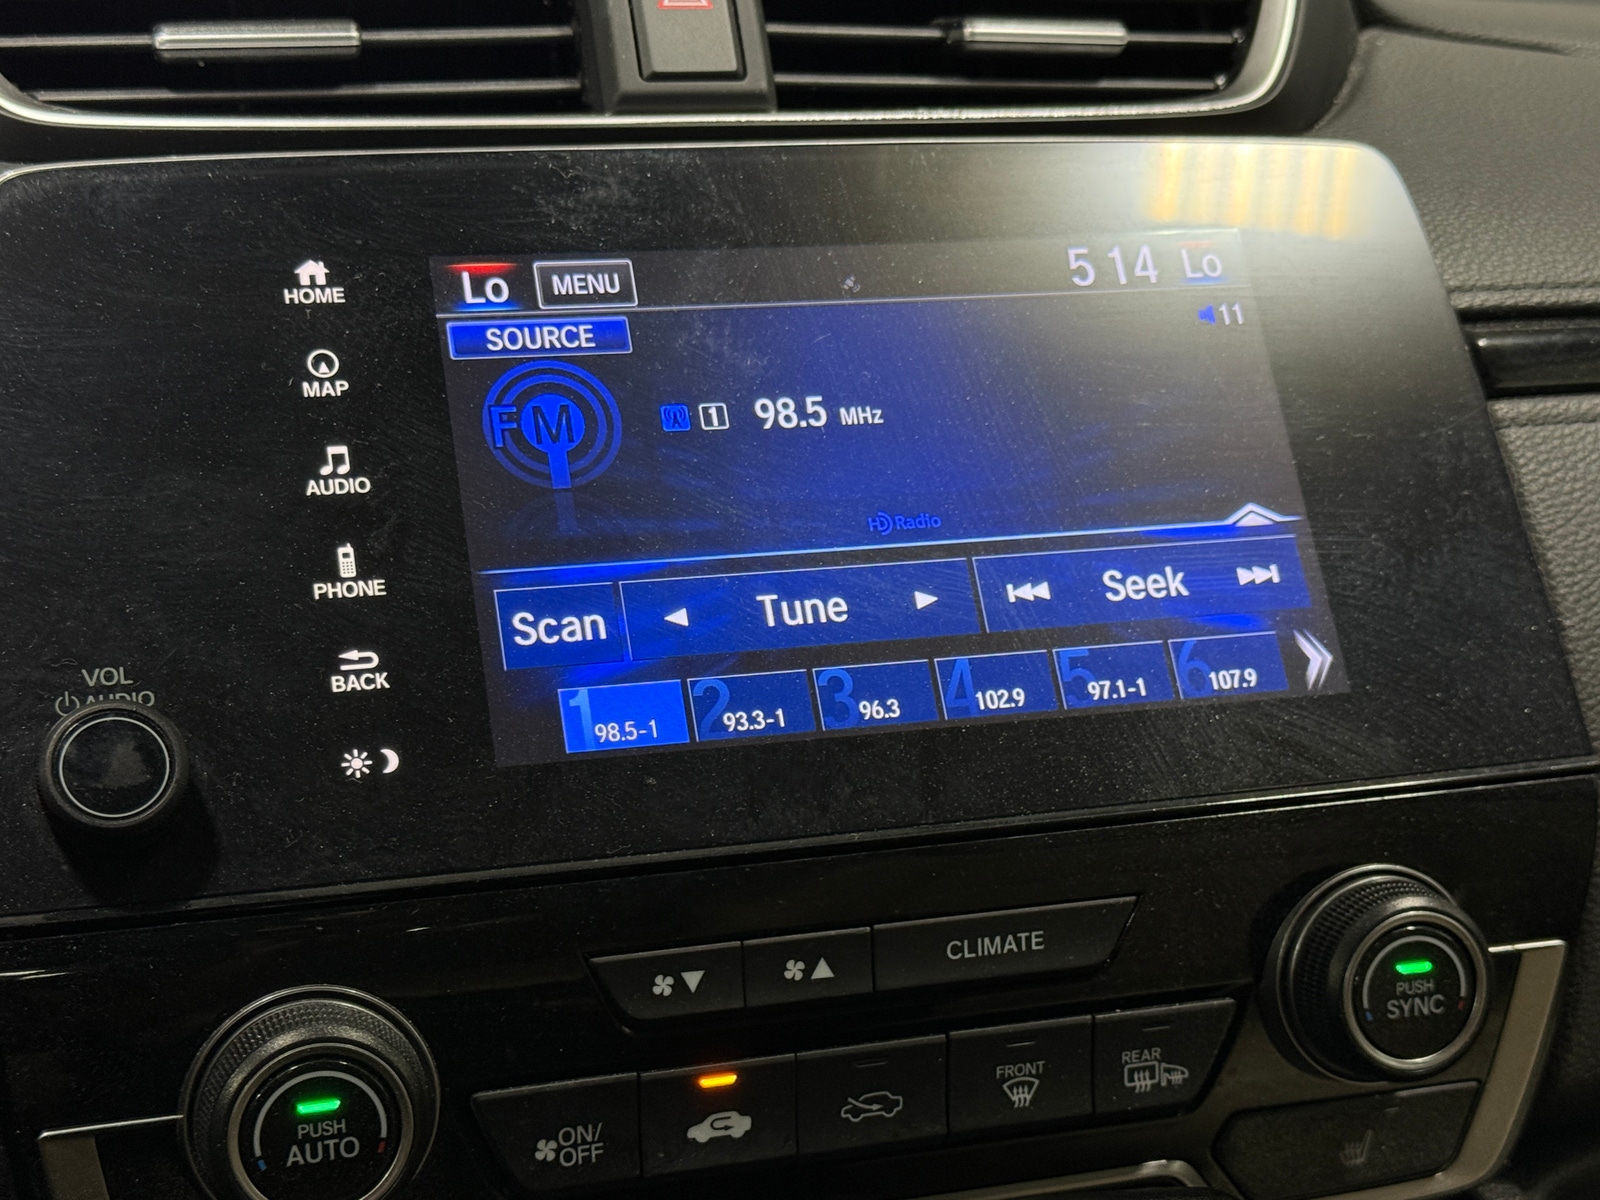 HOME
MAP
AUDIO
PHONE
BACK
VOL
AUDIO
Lo MENU 5 14 Lo
SOURCE 11
FM 1 98.5 MHz
HD Radio
Scan Tune Seek
1 98.5-1 2 93.3-1 3 96.3 4 102.9 5 97.1-1 6 107.9
CLIMATE
PUSH
SYNC
FRONT
REAR
ON/
OFF
PUSH
AUTO